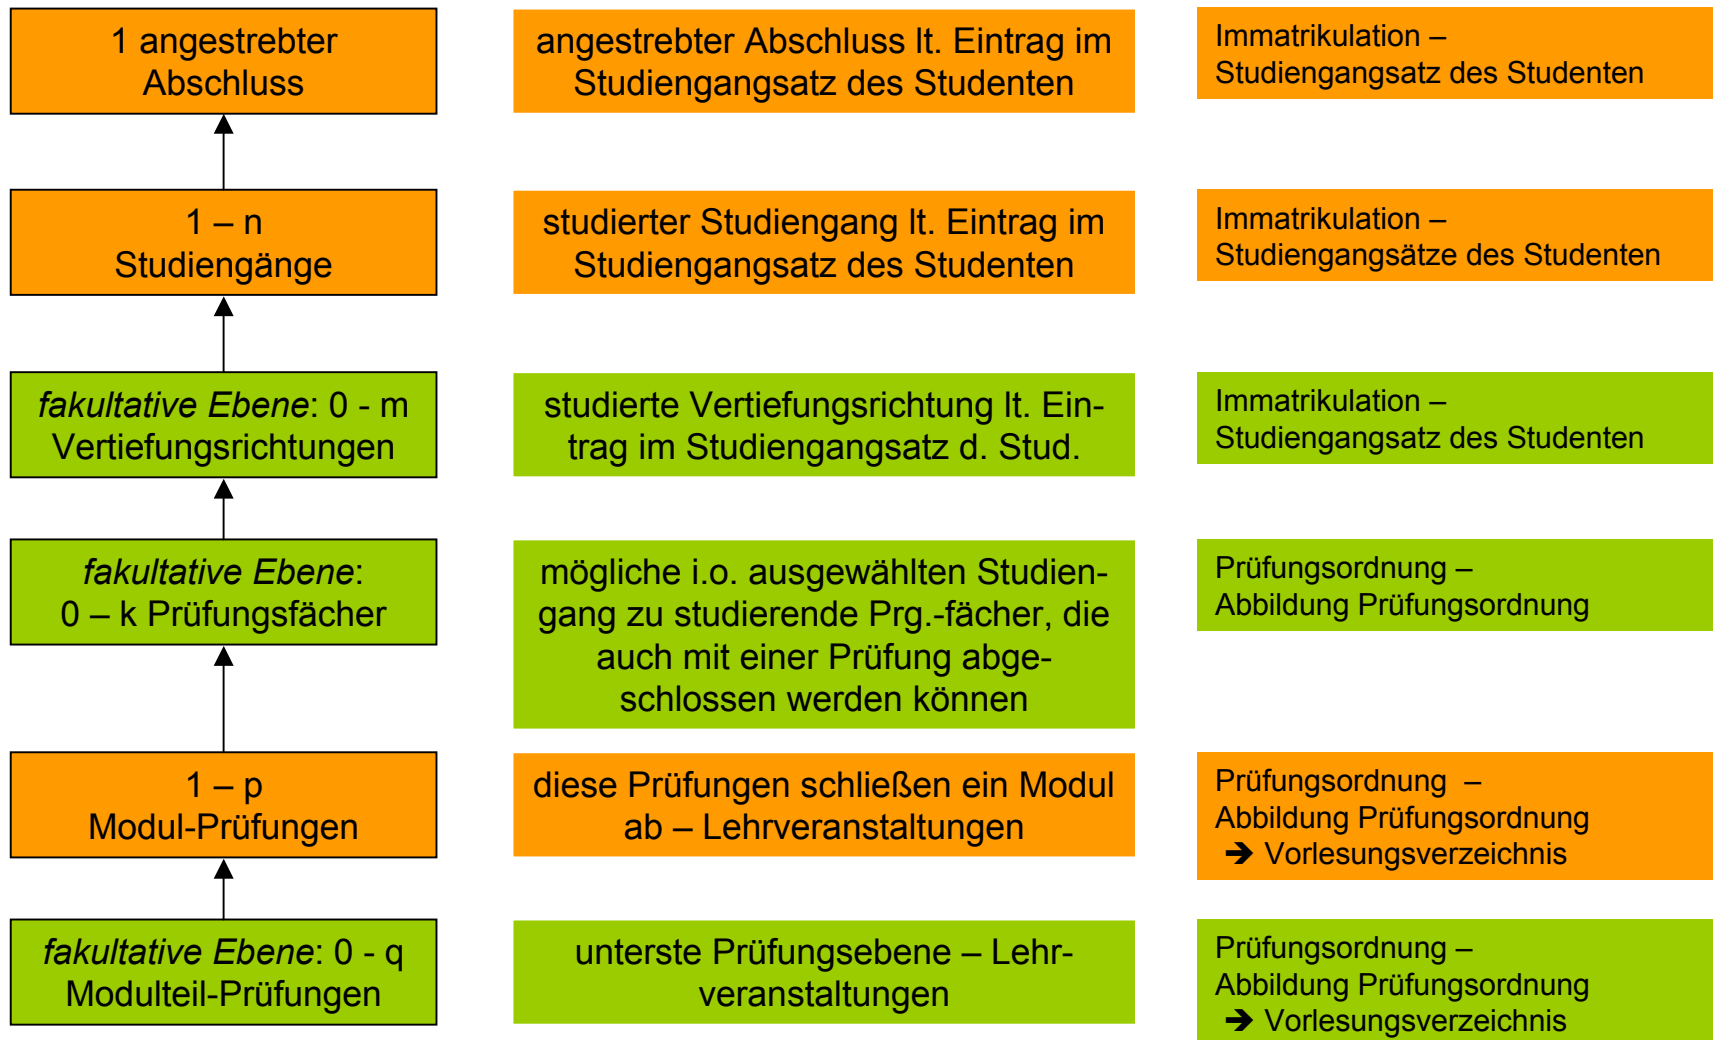 1 angestrebter
Abschluss
angestrebter Abschluss lt. Eintrag im
Studiengangsatz des Studenten
Immatrikulation –
Studiengangsatz des Studenten
1 – n
Studiengänge
studierter Studiengang lt. Eintrag im
Studiengangsatz des Studenten
Immatrikulation –
Studiengangsätze des Studenten
fakultative Ebene: 0 - m
Vertiefungsrichtungen
studierte Vertiefungsrichtung lt. Ein-
trag im Studiengangsatz d. Stud.
Immatrikulation –
Studiengangsatz des Studenten
fakultative Ebene:
0 – k Prüfungsfächer
mögliche i.o. ausgewählten Studien-
gang zu studierende Prg.-fächer, die
auch mit einer Prüfung abge-
schlossen werden können
Prüfungsordnung –
Abbildung Prüfungsordnung
1 – p
Modul-Prüfungen
diese Prüfungen schließen ein Modul
ab – Lehrveranstaltungen
Prüfungsordnung –
Abbildung Prüfungsordnung
➔ Vorlesungsverzeichnis
fakultative Ebene: 0 - q
Modulteil-Prüfungen
unterste Prüfungsebene – Lehr-
veranstaltungen
Prüfungsordnung –
Abbildung Prüfungsordnung
➔ Vorlesungsverzeichnis